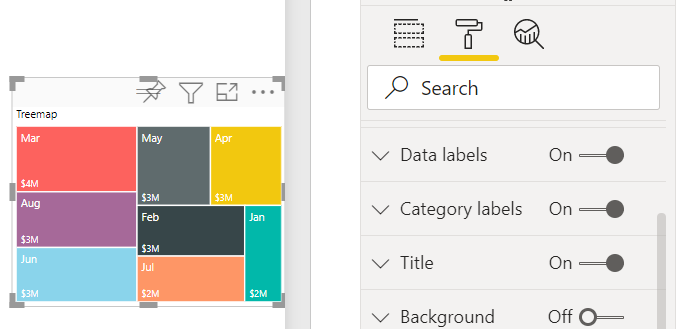 Treemap
Mar
$4M
Aug
$3M
Jun
$3M
May
$3M
Apr
$3M
Feb
$3M
Jul
$2M
Jan
$2M
Search
Data labels On
Category labels On
Title On
Background Off